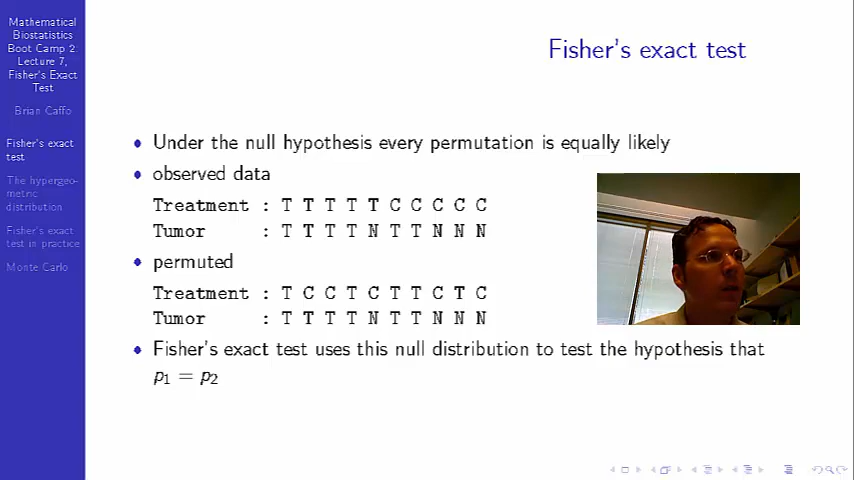 Mathematical
Biostatistics
Boot Camp 2:
Lecture 7,
Fisher's Exact
Test
Brian Caffo
Fisher's exact
test
The hypergeo-
metric
distribution
Fisher's exact
test in practice
Monte Carlo
Fisher's exact test
Under the null hypothesis every permutation is equally likely
observed data
Treatment : T T T T T C C C C C
Tumor : T T T T N T T N N N
permuted
Treatment : T C C T C T T C T C
Tumor : T T T T N T T N N N
Fisher's exact test uses this null distribution to test the hypothesis that
p₁ = p₂